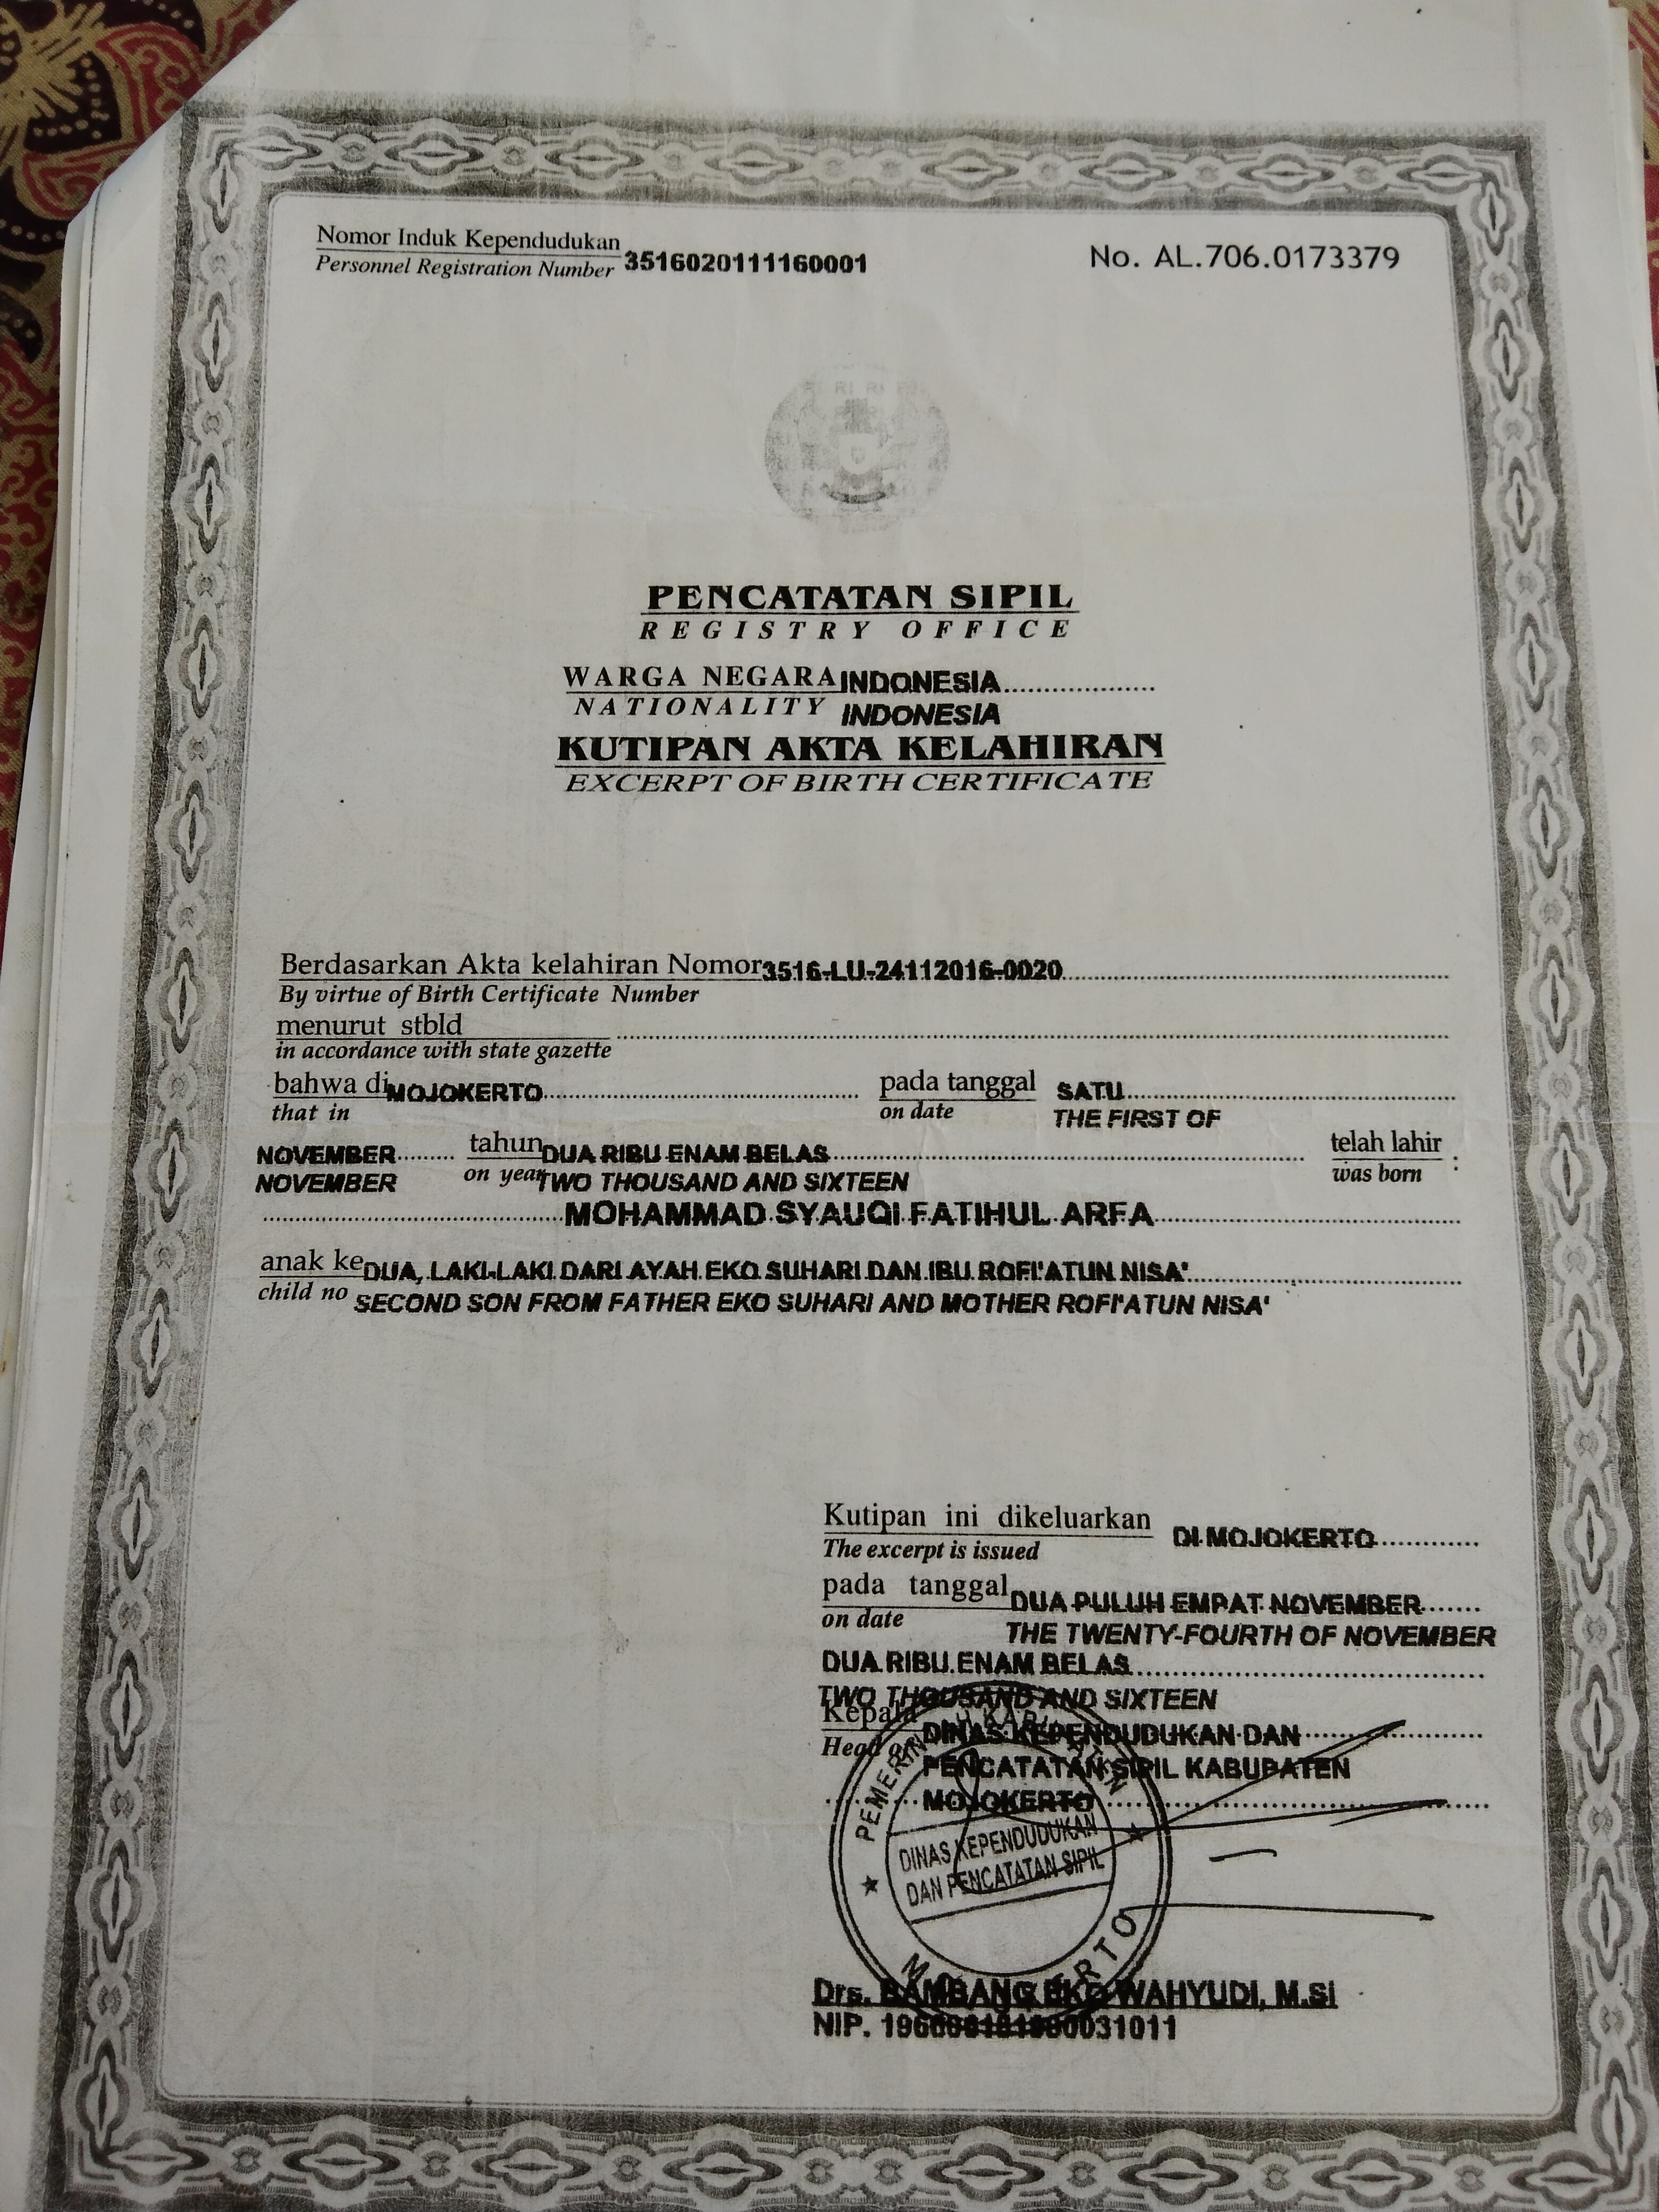 Nomor Induk Kependudukan
Personnel Registration Number 3516020111160001
No. AL.706.0173379
PENCATATAN SIPIL
REGISTRY OFFICE
WARGA NEGARA INDONESIA
NATIONALITY INDONESIA
KUTIPAN AKTA KELAHIRAN
EXCERPT OF BIRTH CERTIFICATE
Berdasarkan Akta kelahiran Nomor 3516-LU-24112016-0020
By virtue of Birth Certificate Number
menurut stbld
in accordance with state gazette
bahwa di MOJOKERTO pada tanggal SATU
that in on date THE FIRST OF
NOVEMBER tahun DUA RIBU ENAM BELAS telah lahir :
NOVEMBER on year TWO THOUSAND AND SIXTEEN was born
MOHAMMAD SYAUQI FATIHUL ARFA
anak ke DUA, LAKI-LAKI DARI AYAH EKO SUHARI DAN IBU ROFI'ATUN NISA'
child no SECOND SON FROM FATHER EKO SUHARI AND MOTHER ROFI'ATUN NISA'
Kutipan ini dikeluarkan DI MOJOKERTO
The excerpt is issued
pada tanggal DUA PULUH EMPAT NOVEMBER
on date THE TWENTY-FOURTH OF NOVEMBER
DUA RIBU ENAM BELAS
TWO THOUSAND AND SIXTEEN
Kepala DINAS KEPENDUDUKAN DAN
Head of PENCATATAN SIPIL KABUPATEN
MOJOKERTO
DINAS KEPENDUDUKAN
DAN PENCATATAN SIPIL
Drs. BAMBANG EKO WAHYUDI, M.Si
NIP.